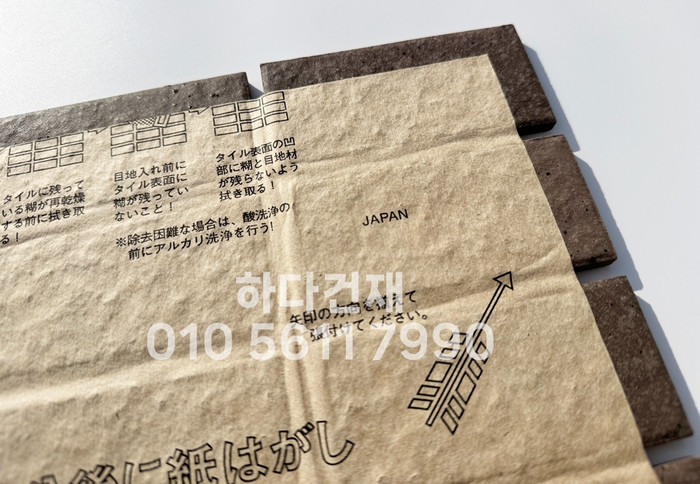 タイルに残って
いる糊が再乾燥
する前に拭き取
る！
目地入れ前に
タイル表面に
糊が残ってい
ないこと！
タイル表面の凹
部に糊と目地材
が残らないよう
拭き取る！
※除去困難な場合は、酸洗浄の
前にアルカリ洗浄を行う!
JAPAN
하다건재
矢印の方向を揃えて
張付けてください。
010 5611 7990
後に紙はがし